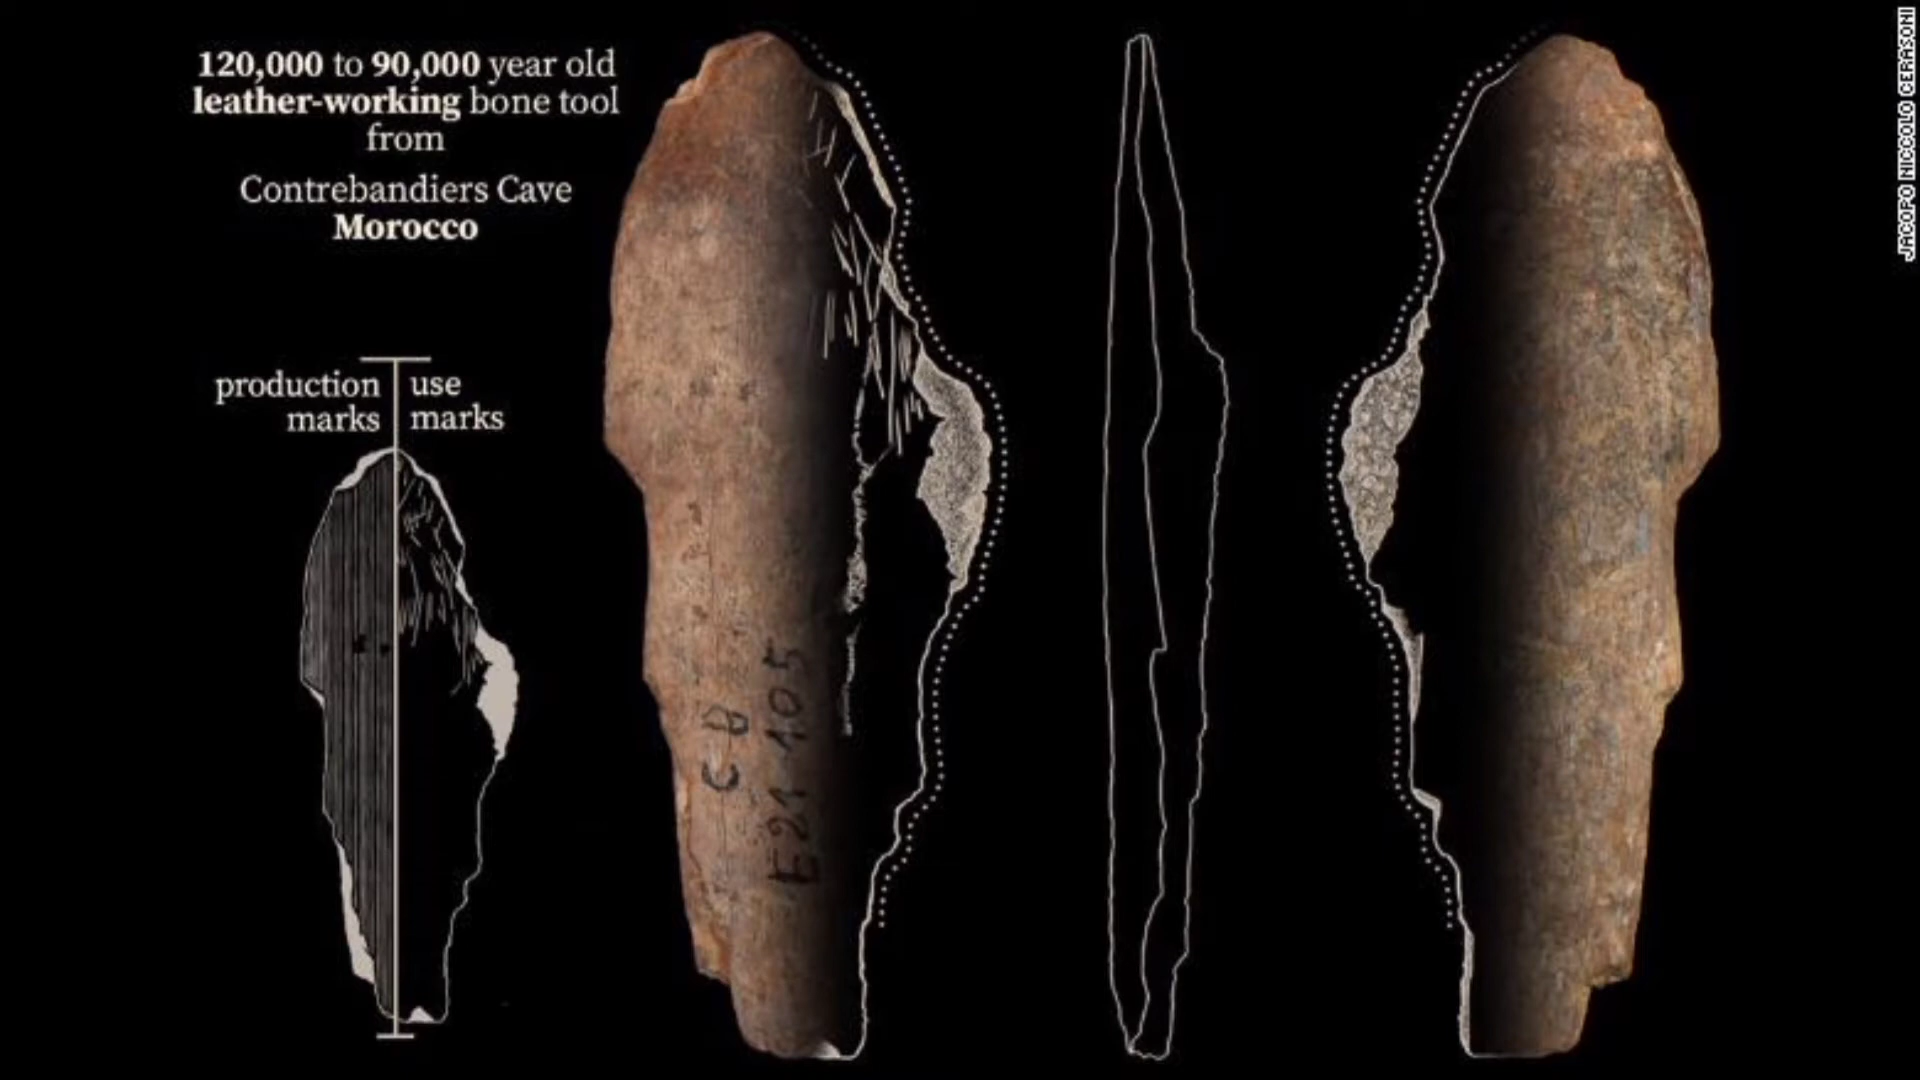 120,000 to 90,000 year old
leather-working bone tool
from
Contrebandiers Cave
Morocco
production
marks
use
marks
C B
E21 105
JACOPO NICCOLO CERASONI